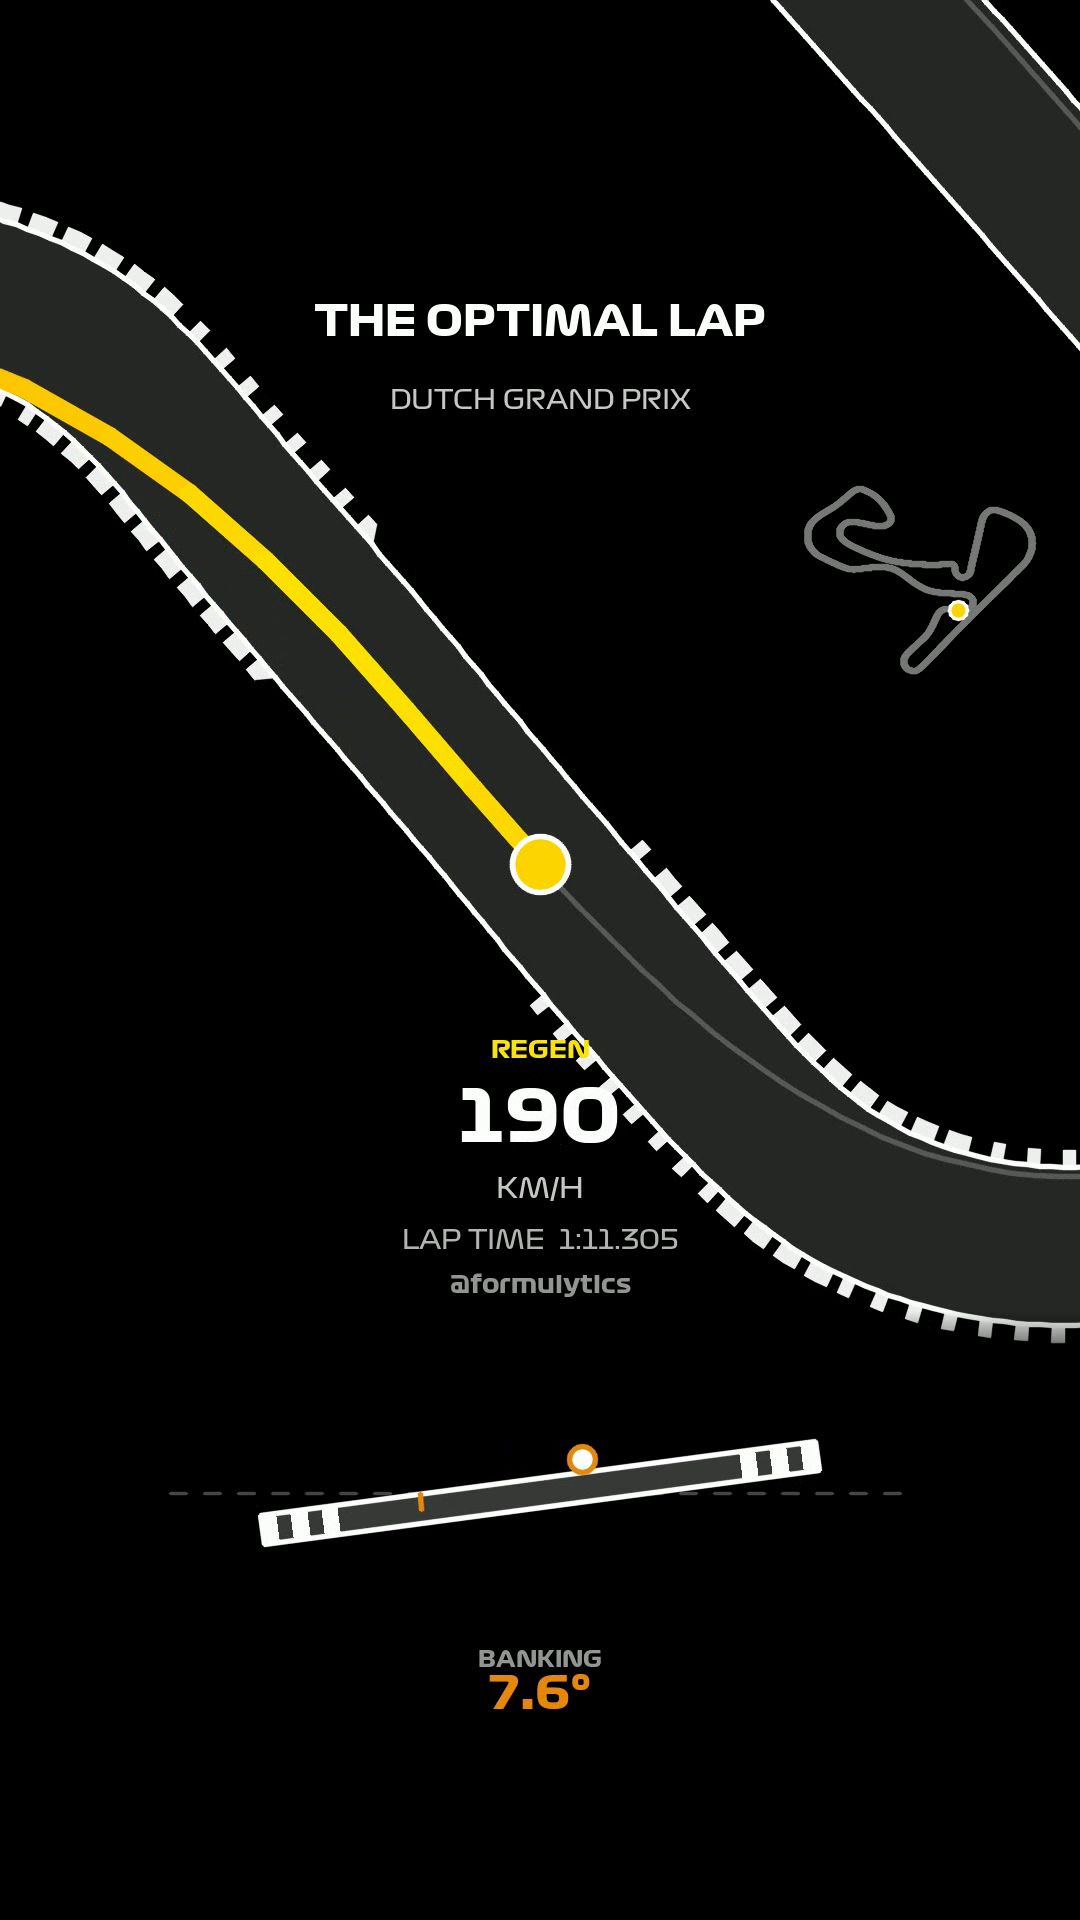 THE OPTIMAL LAP
DUTCH GRAND PRIX
REGEN
190
KM/H
LAP TIME 1:11.305
@formulytics
BANKING
7.6°